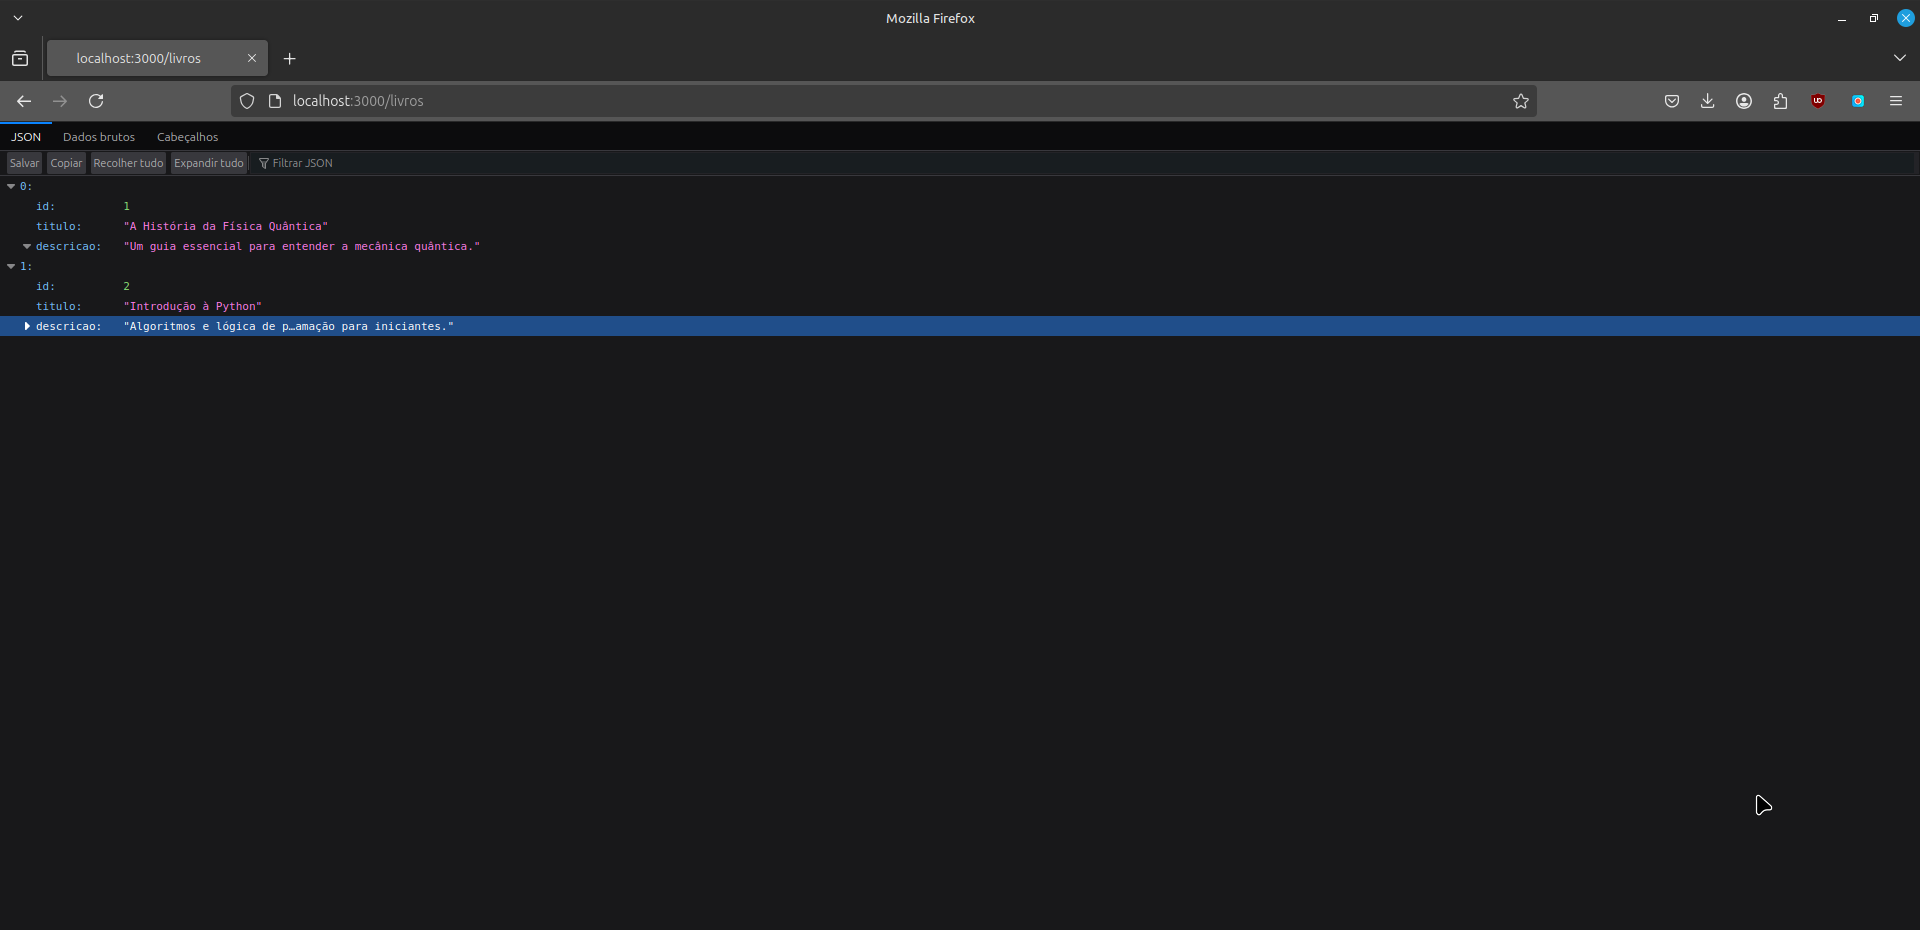 Mozilla Firefox
localhost:3000/livros
localhost:3000/livros
JSON Dados brutos Cabeçalhos
Salvar Copiar Recolher tudo Expandir tudo Filtrar JSON
0:
id: 1
titulo: "A História da Física Quântica"
descricao: "Um guia essencial para entender a mecânica quântica."
1:
id: 2
titulo: "Introdução à Python"
descricao: "Algoritmos e lógica de p…amação para iniciantes."